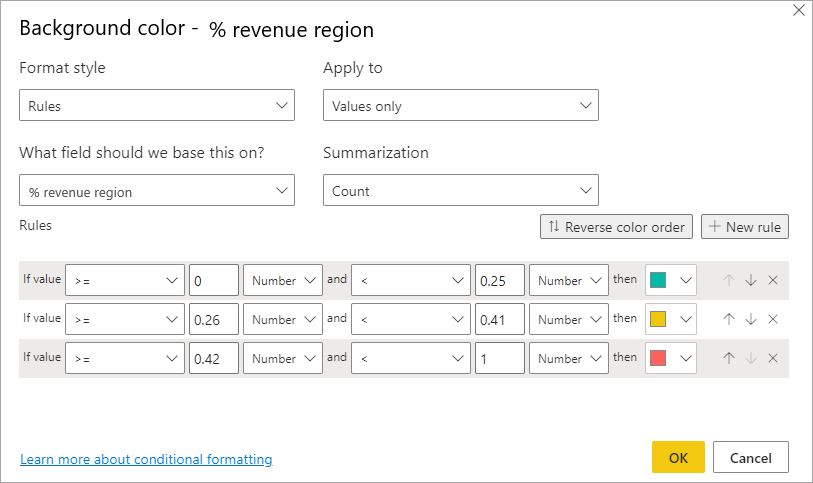 Background color - % revenue region
Format style Apply to
Rules Values only
What field should we base this on? Summarization
% revenue region Count
Rules Reverse color order New rule
If value >= 0 Number and < 0.25 Number then
If value >= 0.26 Number and < 0.41 Number then
If value >= 0.42 Number and < 1 Number then
Learn more about conditional formatting OK Cancel